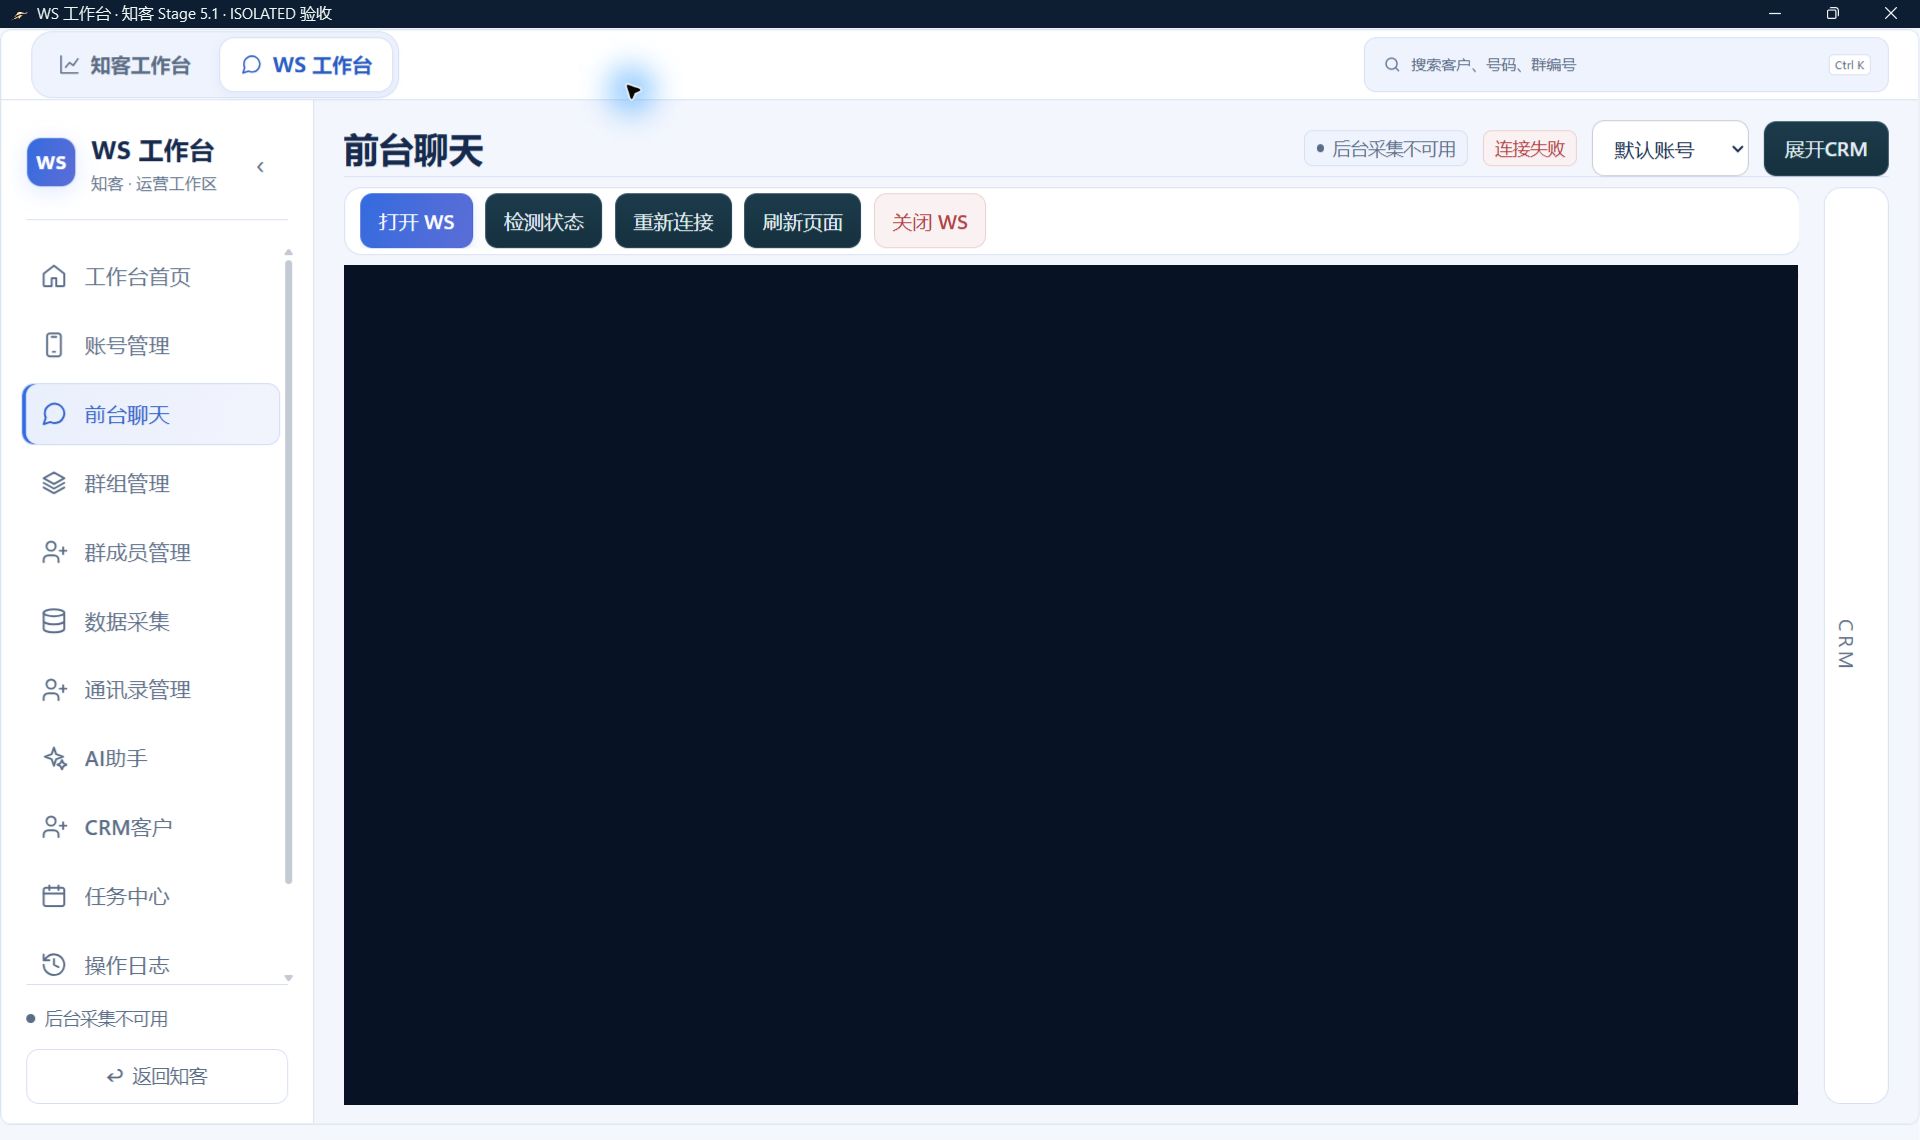 WS 工作台 · 知客 Stage 5.1 · ISOLATED 验收
知客工作台
WS 工作台
搜索客户、号码、群编号
Ctrl K
WS
WS 工作台
知客 · 运营工作区
前台聊天
后台采集不可用
连接失败
默认账号
展开CRM
打开 WS
检测状态
重新连接
刷新页面
关闭 WS
工作台首页
账号管理
前台聊天
群组管理
群成员管理
数据采集
通讯录管理
AI助手
CRM客户
任务中心
操作日志
CRM
后台采集不可用
返回知客